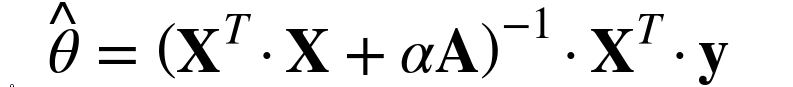 θ̂ = (Xᵀ · X + αA)⁻¹ · Xᵀ · y